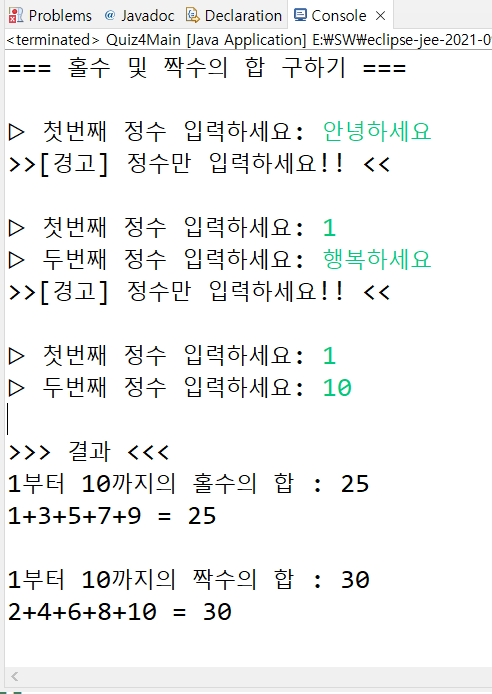 Problems @ Javadoc Declaration Console
<terminated> Quiz4Main [Java Application] E:₩SW₩eclipse-jee-2021-0
=== 홀수 및 짝수의 합 구하기 ===
▷ 첫번째 정수 입력하세요: 안녕하세요
>>[경고] 정수만 입력하세요!! <<
▷ 첫번째 정수 입력하세요: 1
▷ 두번째 정수 입력하세요: 행복하세요
>>[경고] 정수만 입력하세요!! <<
▷ 첫번째 정수 입력하세요: 1
▷ 두번째 정수 입력하세요: 10
>>> 결과 <<<
1부터 10까지의 홀수의 합 : 25
1+3+5+7+9 = 25
1부터 10까지의 짝수의 합 : 30
2+4+6+8+10 = 30